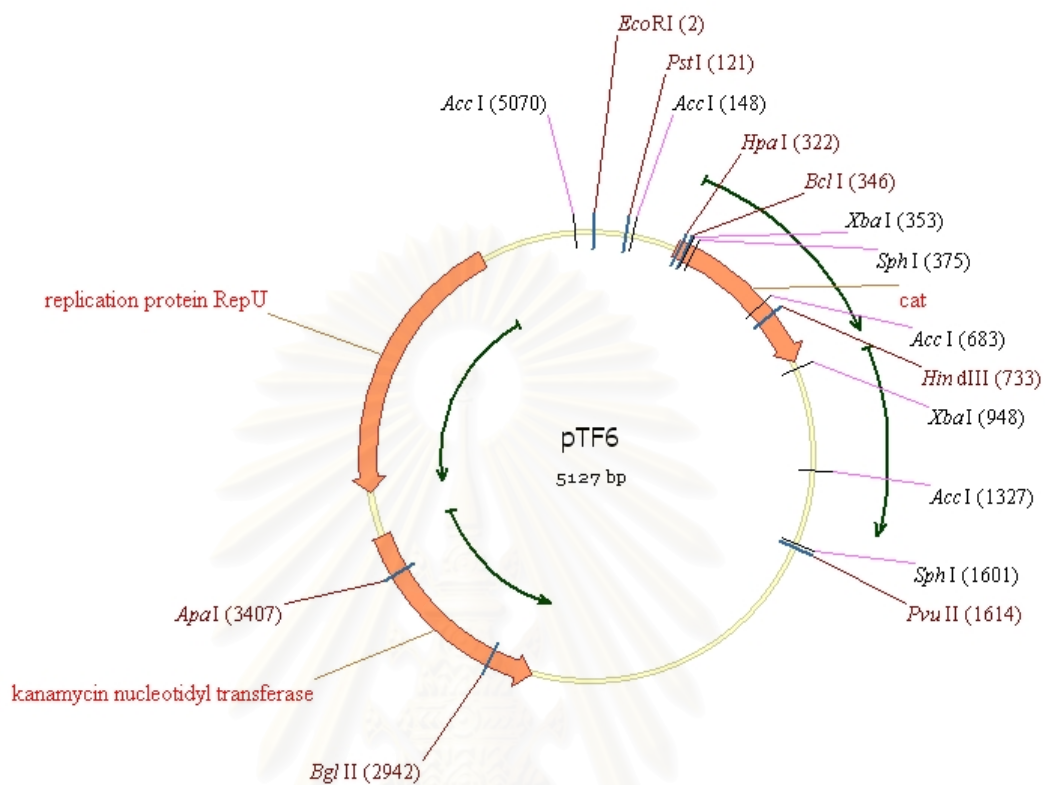 EcoRI (2)
PstI (121)
AccI (5070)
AccI (148)
HpaI (322)
BclI (346)
XbaI (353)
SphI (375)
replication protein RepU
cat
AccI (683)
HindIII (733)
XbaI (948)
pTF6
5127 bp
AccI (1327)
SphI (1601)
ApaI (3407)
PvuII (1614)
kanamycin nucleotidyl transferase
BglII (2942)